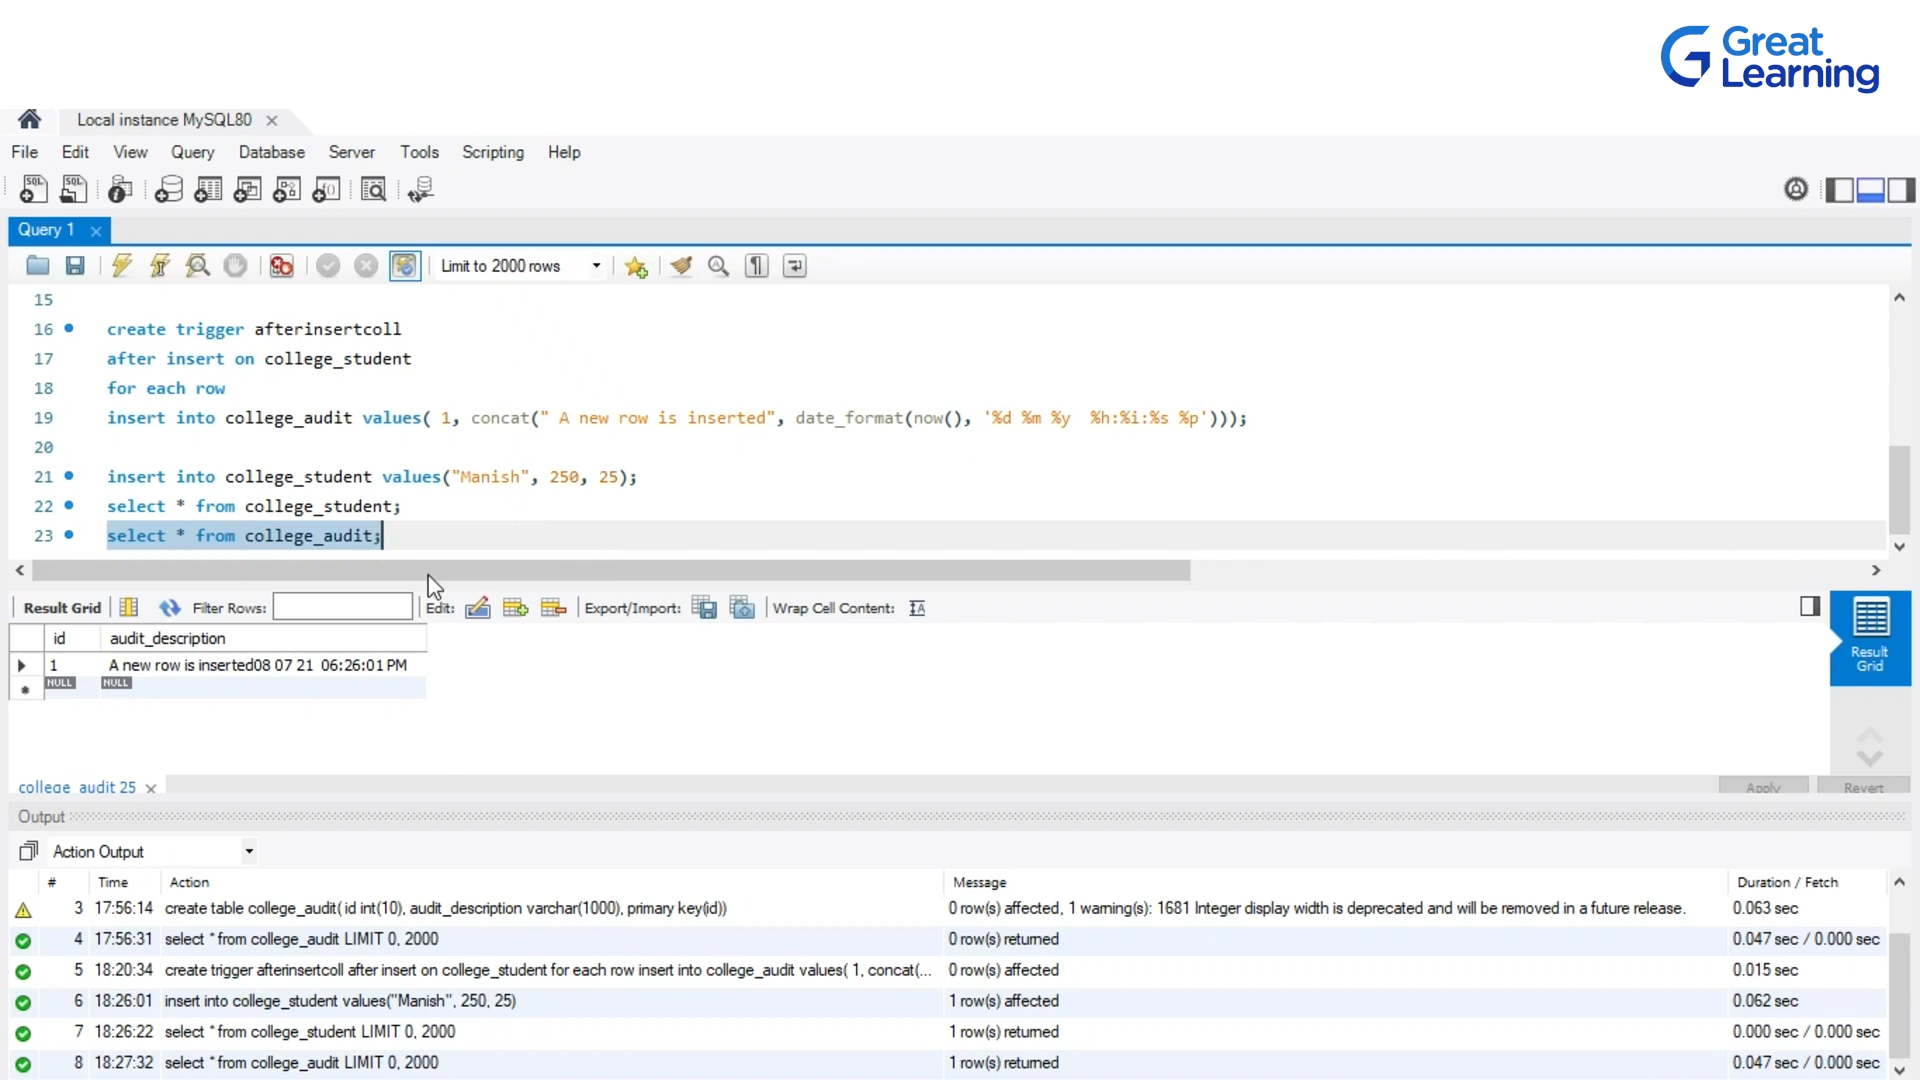 Great
Learning
Local instance MySQL80
File Edit View Query Database Server Tools Scripting Help
Query 1
Limit to 2000 rows
15
16 create trigger afterinsertcoll
17 after insert on college_student
18 for each row
19 insert into college_audit values( 1, concat(" A new row is inserted", date_format(now(), '%d %m %y  %h:%i:%s %p')));
20
21 insert into college_student values("Manish", 250, 25);
22 select * from college_student;
23 select * from college_audit;
Result Grid Filter Rows: Edit: Export/Import: Wrap Cell Content:
id audit_description
1 A new row is inserted08 07 21 06:26:01 PM
NULL NULL
Result
Grid
college_audit 25 Apply Revert
Output
Action Output
# Time Action Message Duration / Fetch
3 17:56:14 create table college_audit( id int(10), audit_description varchar(1000), primary key(id)) 0 row(s) affected, 1 warning(s): 1681 Integer display width is deprecated and will be removed in a future release. 0.063 sec
4 17:56:31 select * from college_audit LIMIT 0, 2000 0 row(s) returned 0.047 sec / 0.000 sec
5 18:20:34 create trigger afterinsertcoll after insert on college_student for each row insert into college_audit values( 1, concat(... 0 row(s) affected 0.015 sec
6 18:26:01 insert into college_student values("Manish", 250, 25) 1 row(s) affected 0.062 sec
7 18:26:22 select * from college_student LIMIT 0, 2000 1 row(s) returned 0.000 sec / 0.000 sec
8 18:27:32 select * from college_audit LIMIT 0, 2000 1 row(s) returned 0.047 sec / 0.000 sec